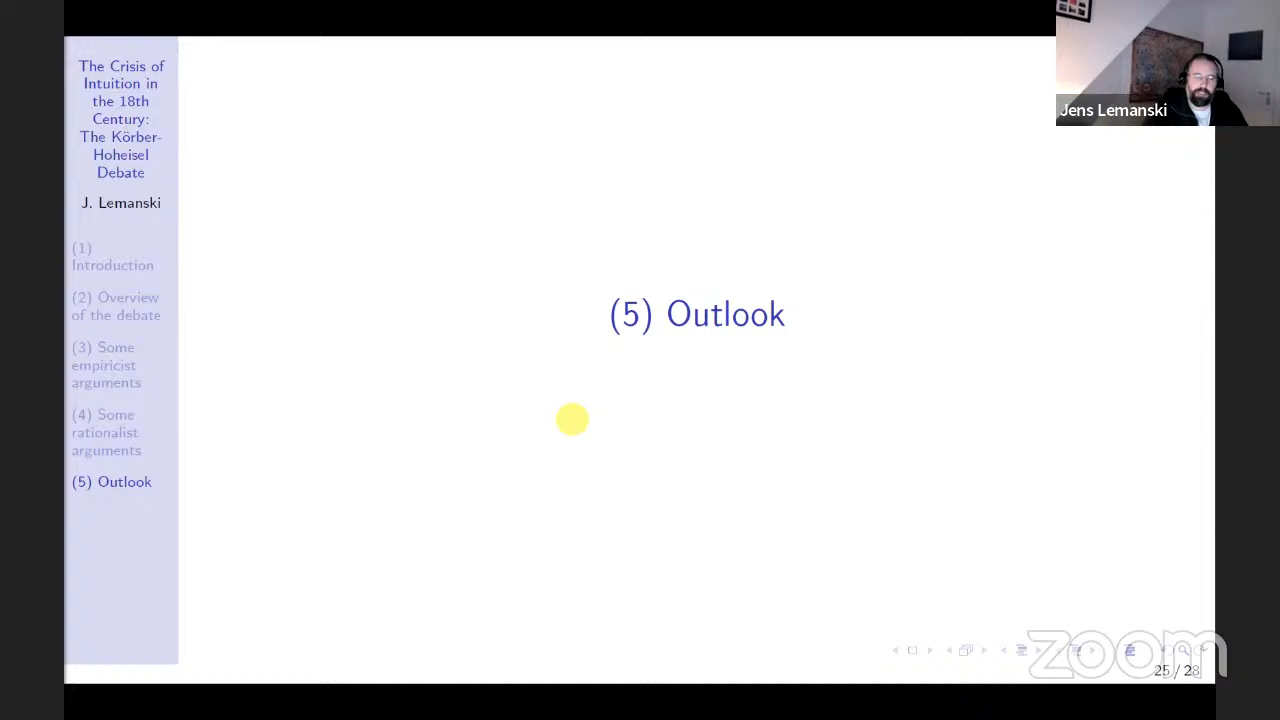 The Crisis of
Intuition in
the 18th
Century:
The Körber-
Hoheisel
Debate
J. Lemanski
(1)
Introduction
(2) Overview
of the debate
(3) Some
empiricist
arguments
(4) Some
rationalist
arguments
(5) Outlook
(5) Outlook
Jens Lemanski
zoom
25 / 28